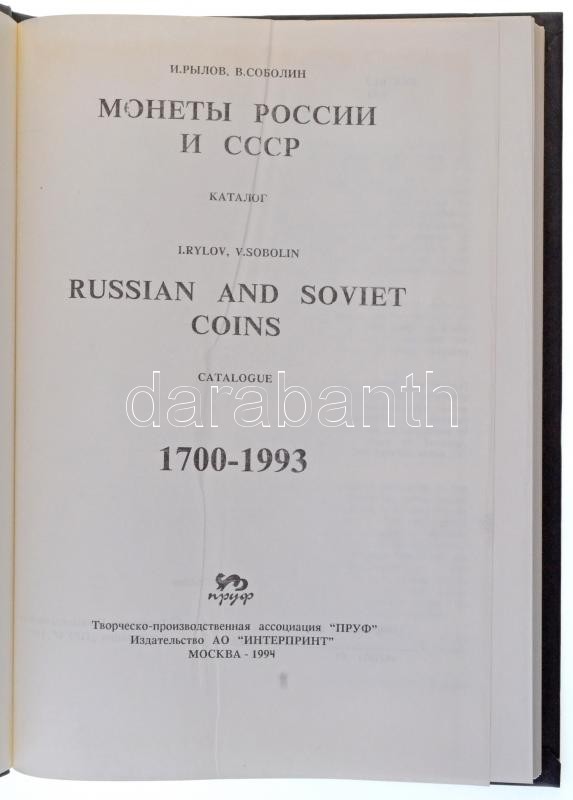 И.РЫЛОВ, В.СОБОЛИН
МОНЕТЫ РОССИИ
И СССР
КАТАЛОГ
I.RYLOV, V.SOBOLIN
RUSSIAN AND SOVIET
COINS
CATALOGUE
darabanth
1700-1993
пруф
Творческо-производственная ассоциация "ПРУФ"
Издательство АО "ИНТЕРПРИНТ"
МОСКВА - 1994